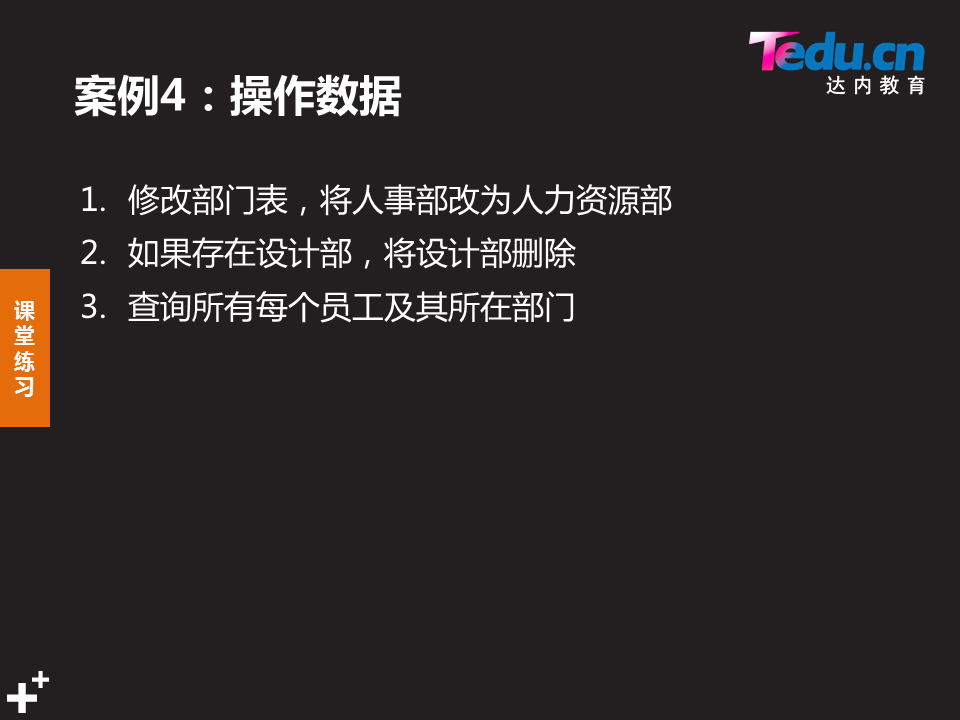 Tedu.cn
达内教育
案例4：操作数据
1. 修改部门表，将人事部改为人力资源部
2. 如果存在设计部，将设计部删除
3. 查询所有每个员工及其所在部门
课
堂
练
习